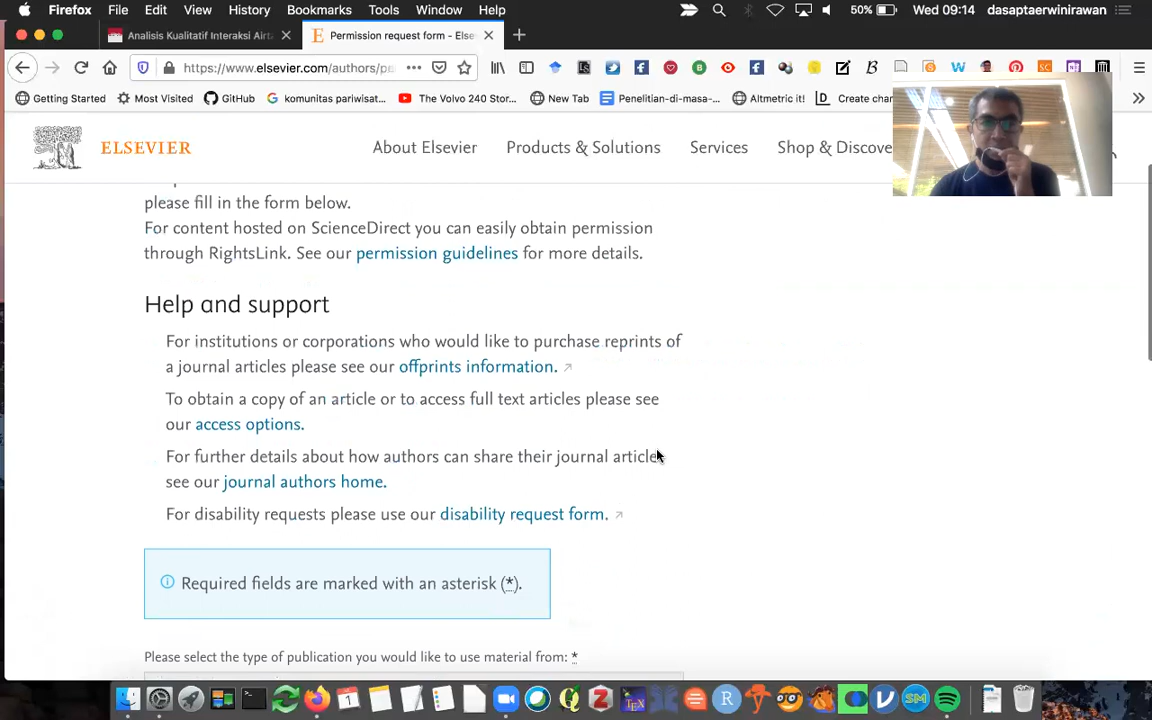 Firefox File Edit View History Bookmarks Tools Window Help 50% Wed 09:14 dasaptaerwinirawan
Analisis Kualitatif Interaksi Airta Permission request form - Else
https://www.elsevier.com/authors/pe
Getting Started Most Visited GitHub komunitas pariwisat... The Volvo 240 Stor... New Tab Penelitian-di-masa-... Altmetric it! Create chan
ELSEVIER About Elsevier Products & Solutions Services Shop & Discove
please fill in the form below.
For content hosted on ScienceDirect you can easily obtain permission
through RightsLink. See our permission guidelines for more details.
Help and support
For institutions or corporations who would like to purchase reprints of
a journal articles please see our offprints information.
To obtain a copy of an article or to access full text articles please see
our access options.
For further details about how authors can share their journal article
see our journal authors home.
For disability requests please use our disability request form.
Required fields are marked with an asterisk (*).
Please select the type of publication you would like to use material from: *